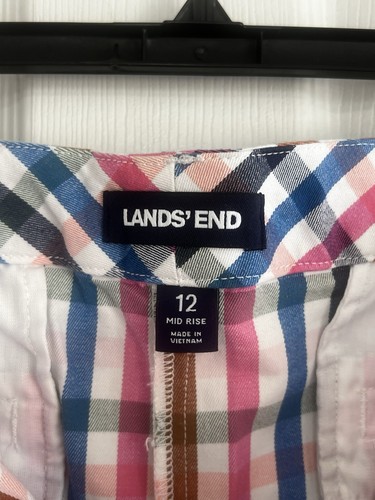 LANDS' END
12
MID RISE
MADE IN
VIETNAM